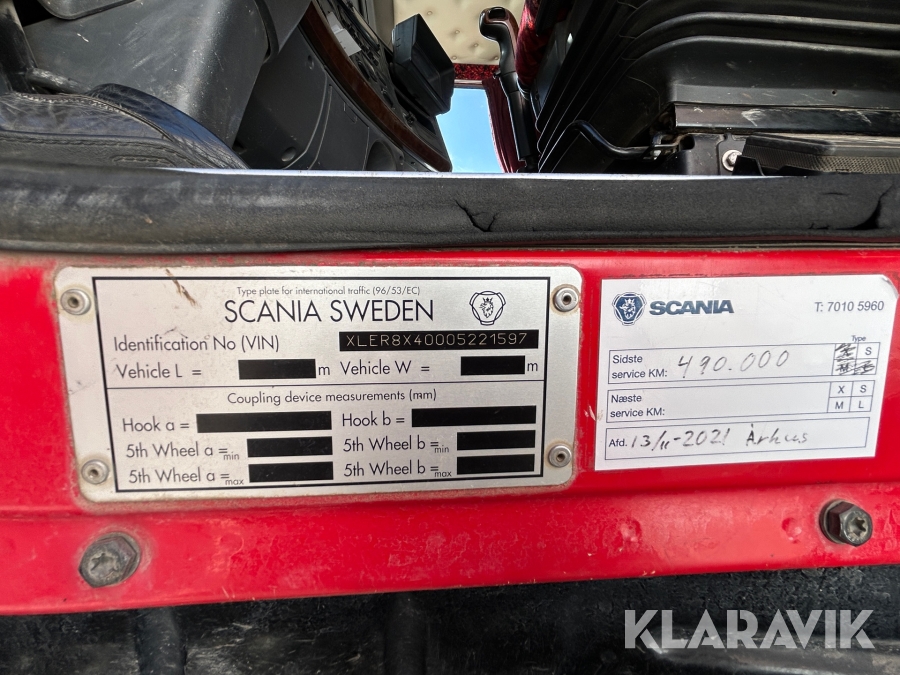 Type plate for international traffic (96/53/EC)
SCANIA SWEDEN
Identification No (VIN) XLER8X40005221597
Vehicle L = m Vehicle W = m
Coupling device measurements (mm)
Hook a = Hook b =
5th Wheel a =min 5th Wheel b =min
5th Wheel a =max 5th Wheel b =max
SCANIA T: 7010 5960
Type
Sidste service KM: 490.000 S
Næste service KM: X S
M L
Afd. 13/11-2021 Århus
KLARAVIK